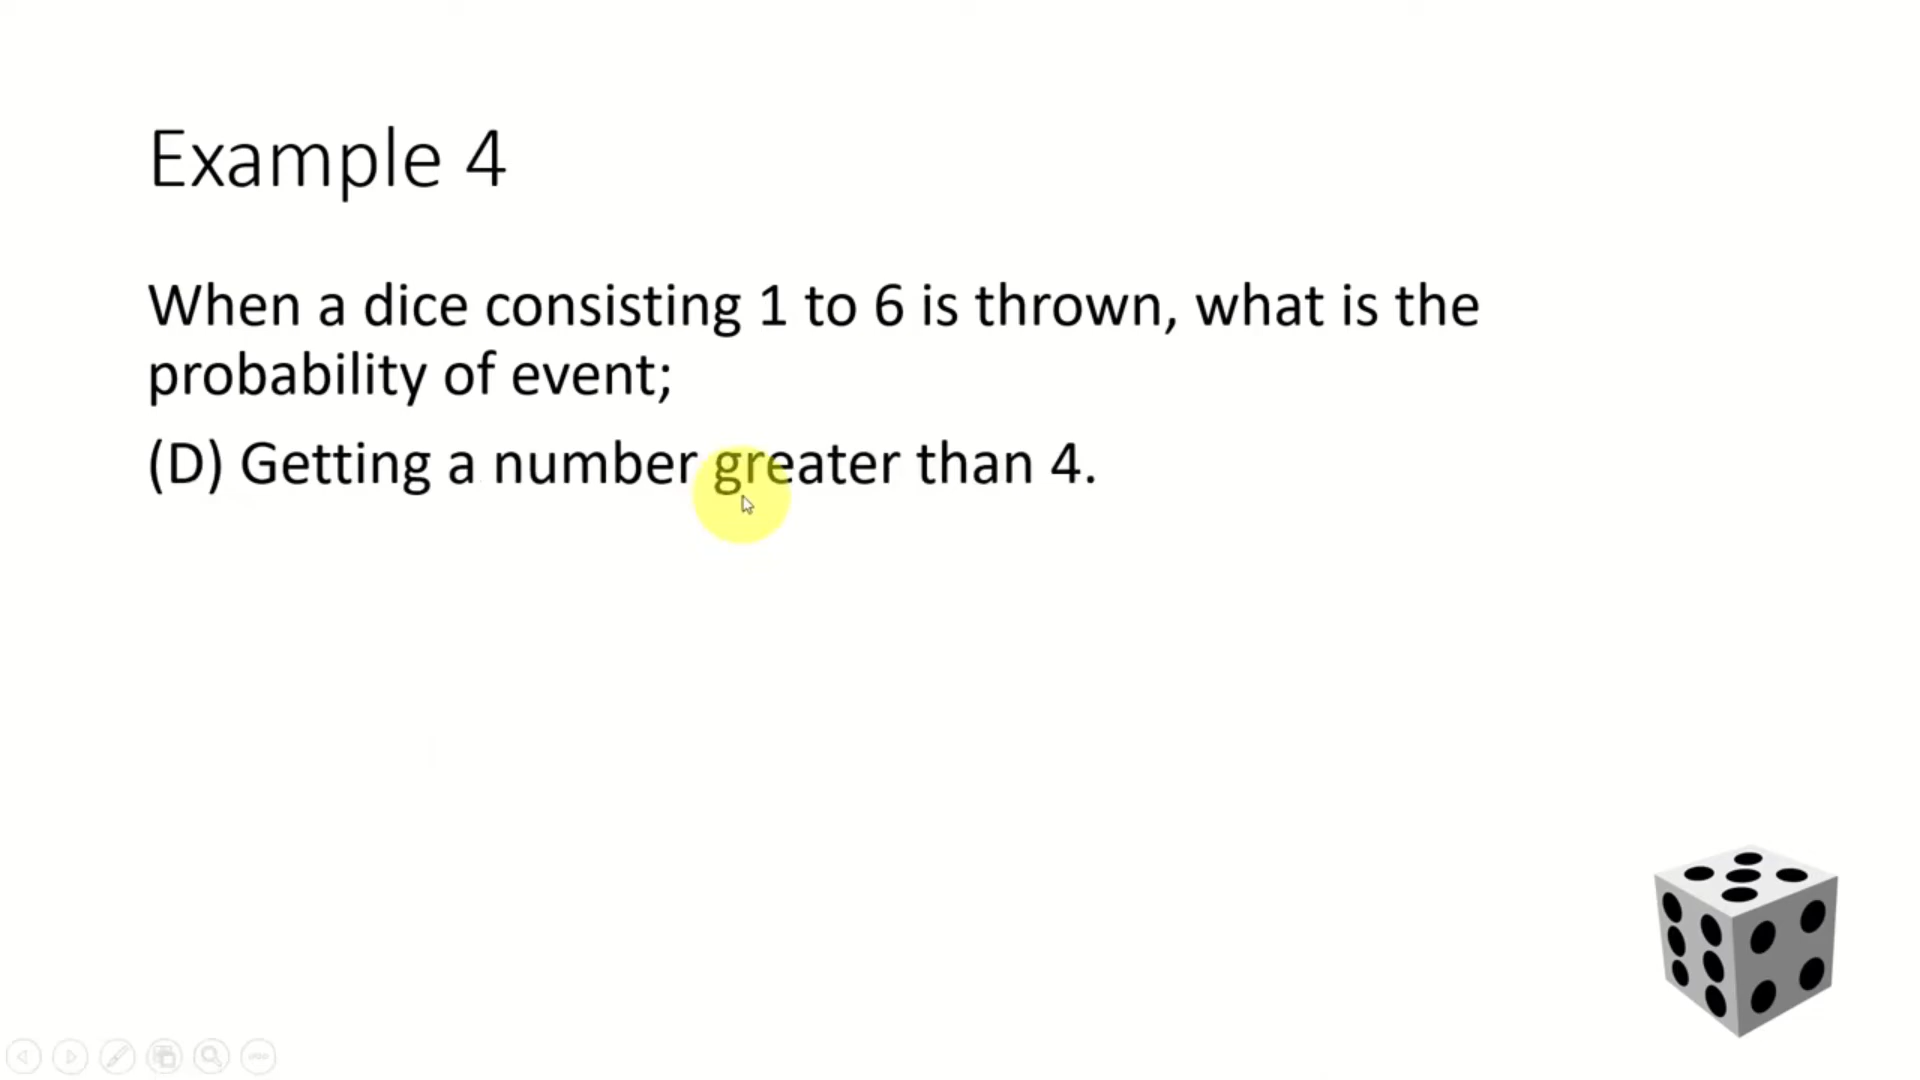 Example 4
When a dice consisting 1 to 6 is thrown, what is the
probability of event;
(D) Getting a number greater than 4.